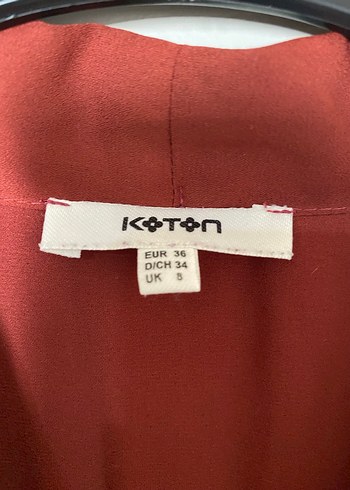 KOTON
EUR 36
D/CH 34
UK 8